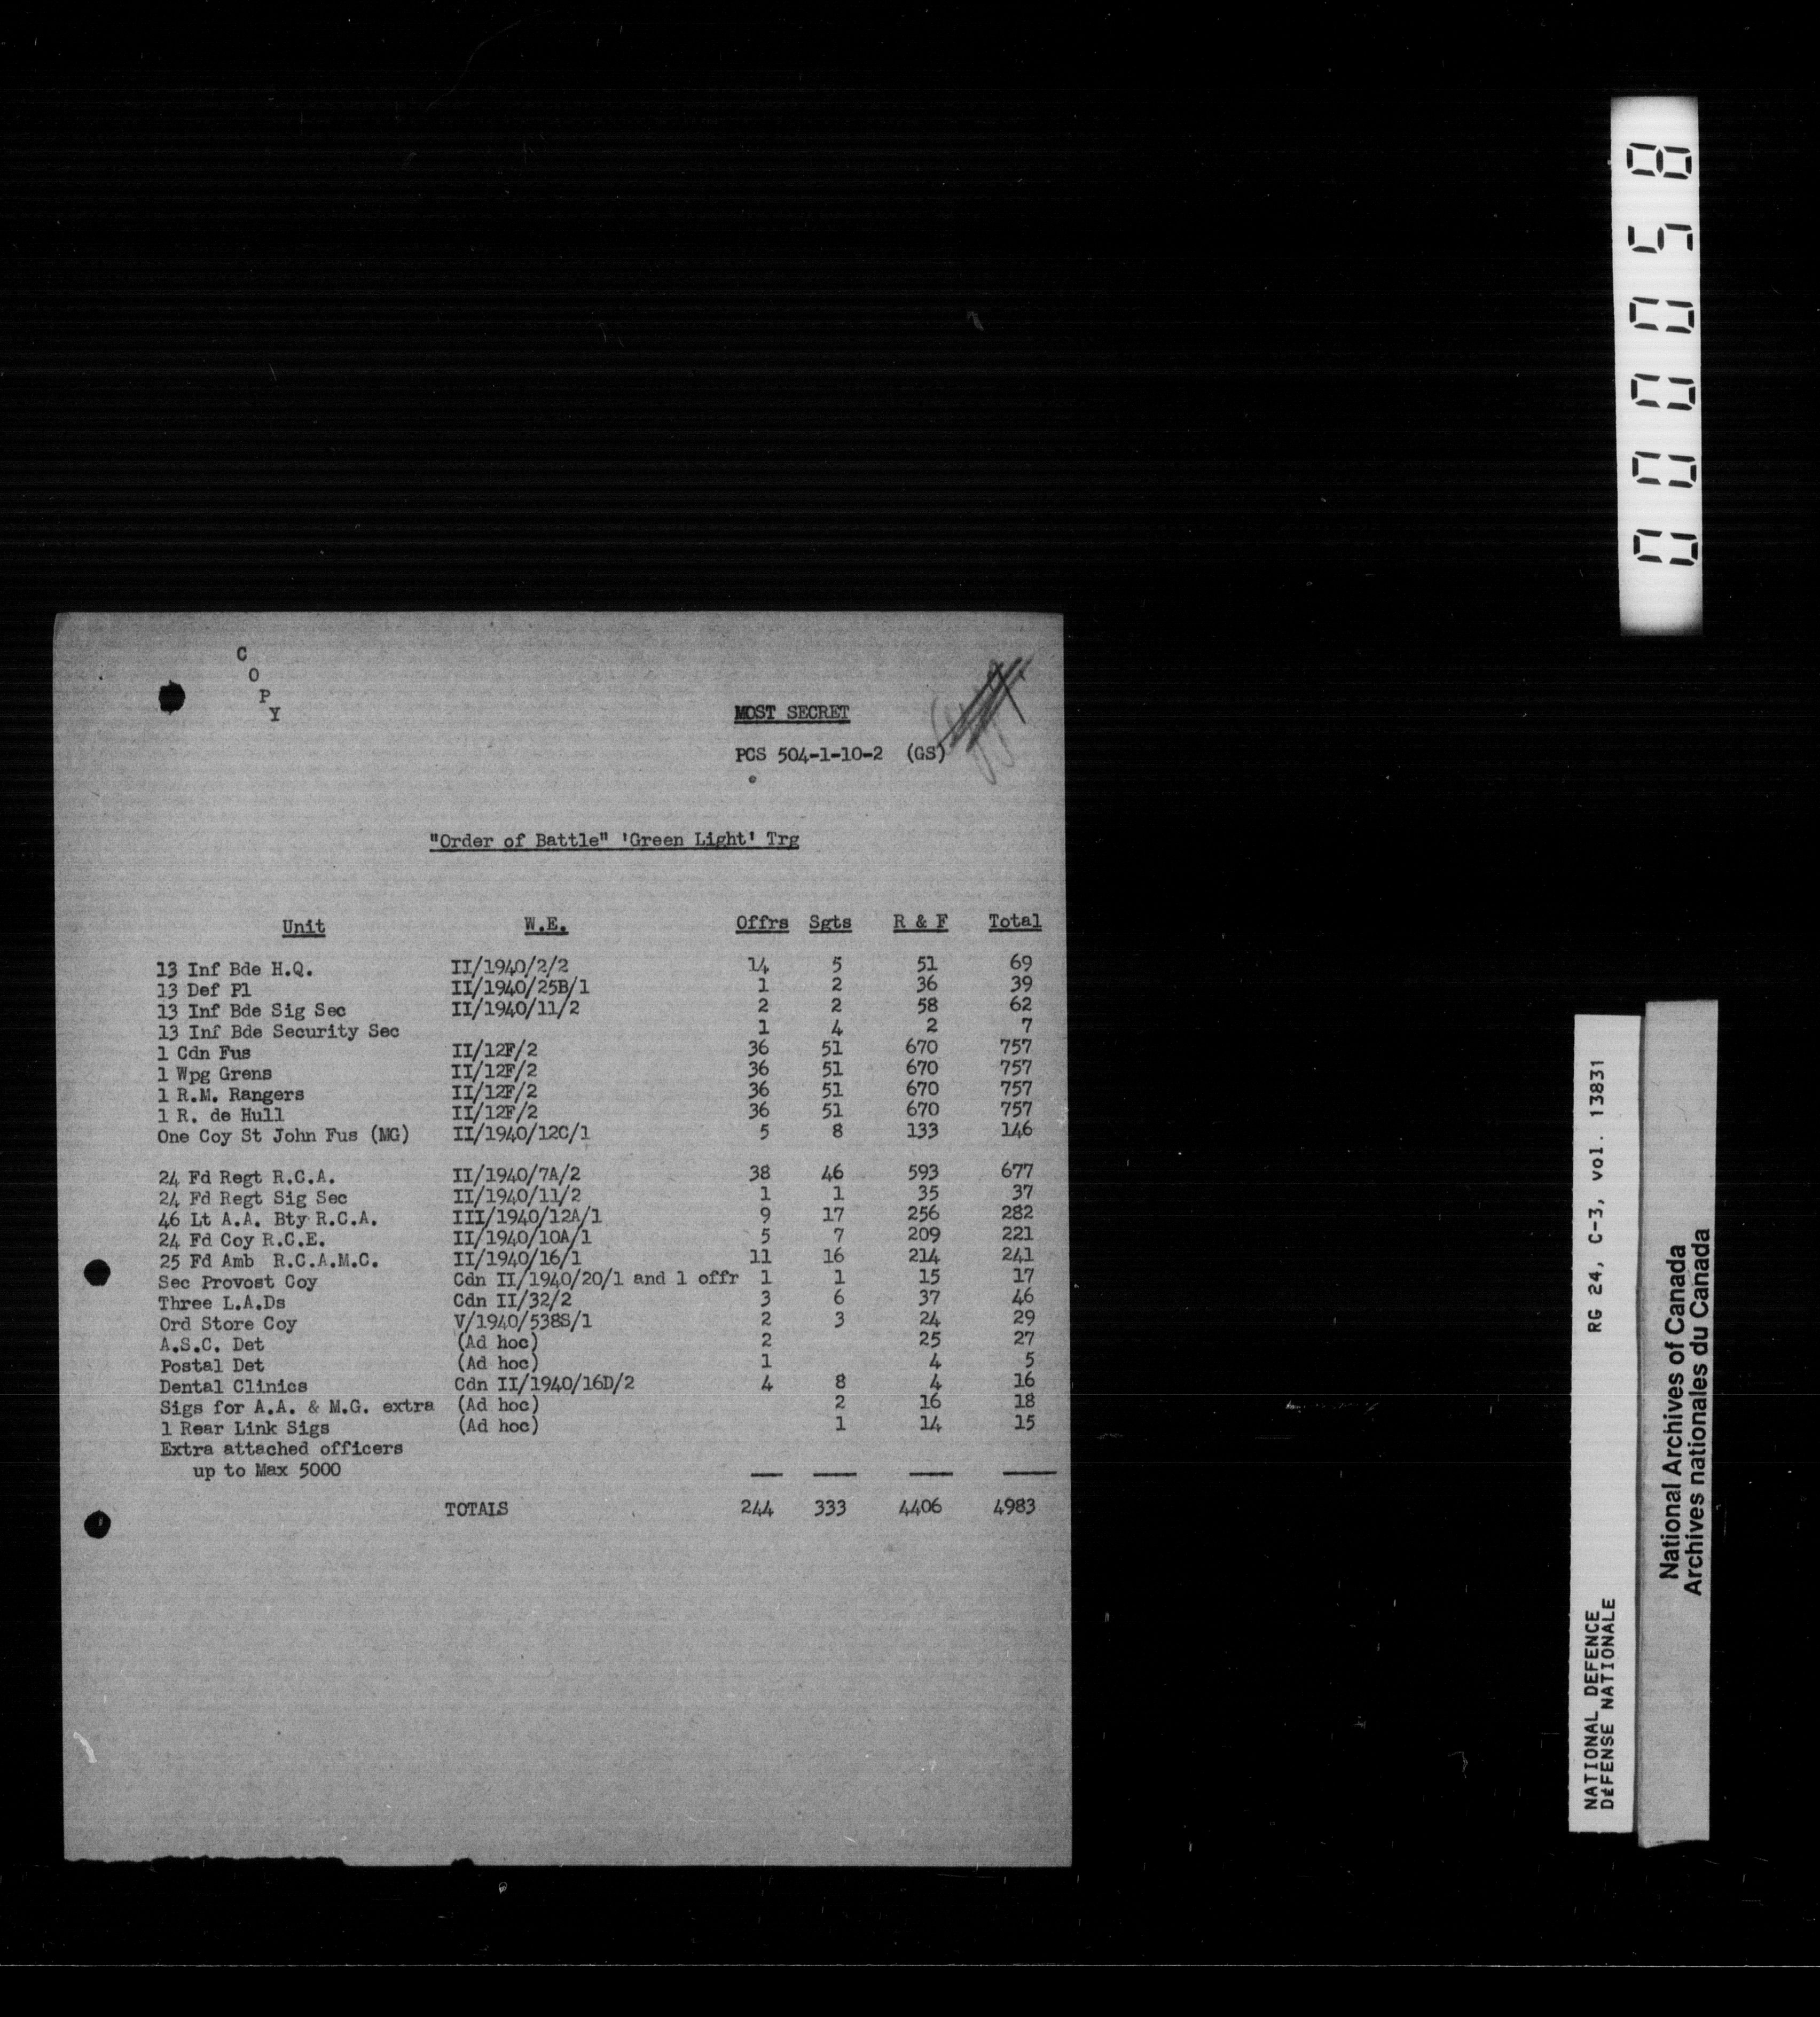 C
O
P
Y
MOST SECRET
PCS 504-1-10-2 (GS)
"Order of Battle" 'Green Light' Trg
Unit W.E. Offrs Sgts R & F Total
13 Inf Bde H.Q. II/1940/2/2 14 5 51 69
13 Def Pl II/1940/25B/1 1 2 36 39
13 Inf Bde Sig Sec II/1940/11/2 2 2 58 62
13 Inf Bde Security Sec 1 4 2 7
1 Cdn Fus II/12F/2 36 51 670 757
1 Wpg Grens II/12F/2 36 51 670 757
1 R.M. Rangers II/12F/2 36 51 670 757
1 R. de Hull II/12F/2 36 51 670 757
One Coy St John Fus (MG) II/1940/12C/1 5 8 133 146
24 Fd Regt R.C.A. II/1940/7A/2 38 46 593 677
24 Fd Regt Sig Sec II/1940/11/2 1 1 35 37
46 Lt A.A. Bty R.C.A. III/1940/12A/1 9 17 256 282
24 Fd Coy R.C.E. II/1940/10A/1 5 7 209 221
25 Fd Amb R.C.A.M.C. II/1940/16/1 11 16 214 241
Sec Provost Coy Cdn II/1940/20/1 and 1 offr 1 1 15 17
Three L.A.Ds Cdn II/32/2 3 6 37 46
Ord Store Coy V/1940/538S/1 2 3 24 29
A.S.C. Det (Ad hoc) 2 25 27
Postal Det (Ad hoc) 1 4 5
Dental Clinics Cdn II/1940/16D/2 4 8 4 16
Sigs for A.A. & M.G. extra (Ad hoc) 2 16 18
1 Rear Link Sigs (Ad hoc) 1 14 15
Extra attached officers
up to Max 5000
TOTALS 244 333 4406 4983
000058
NATIONAL DEFENCE RG 24, C-3, vol. 13831
DéFENSE NATIONALE
National Archives of Canada
Archives nationales du Canada